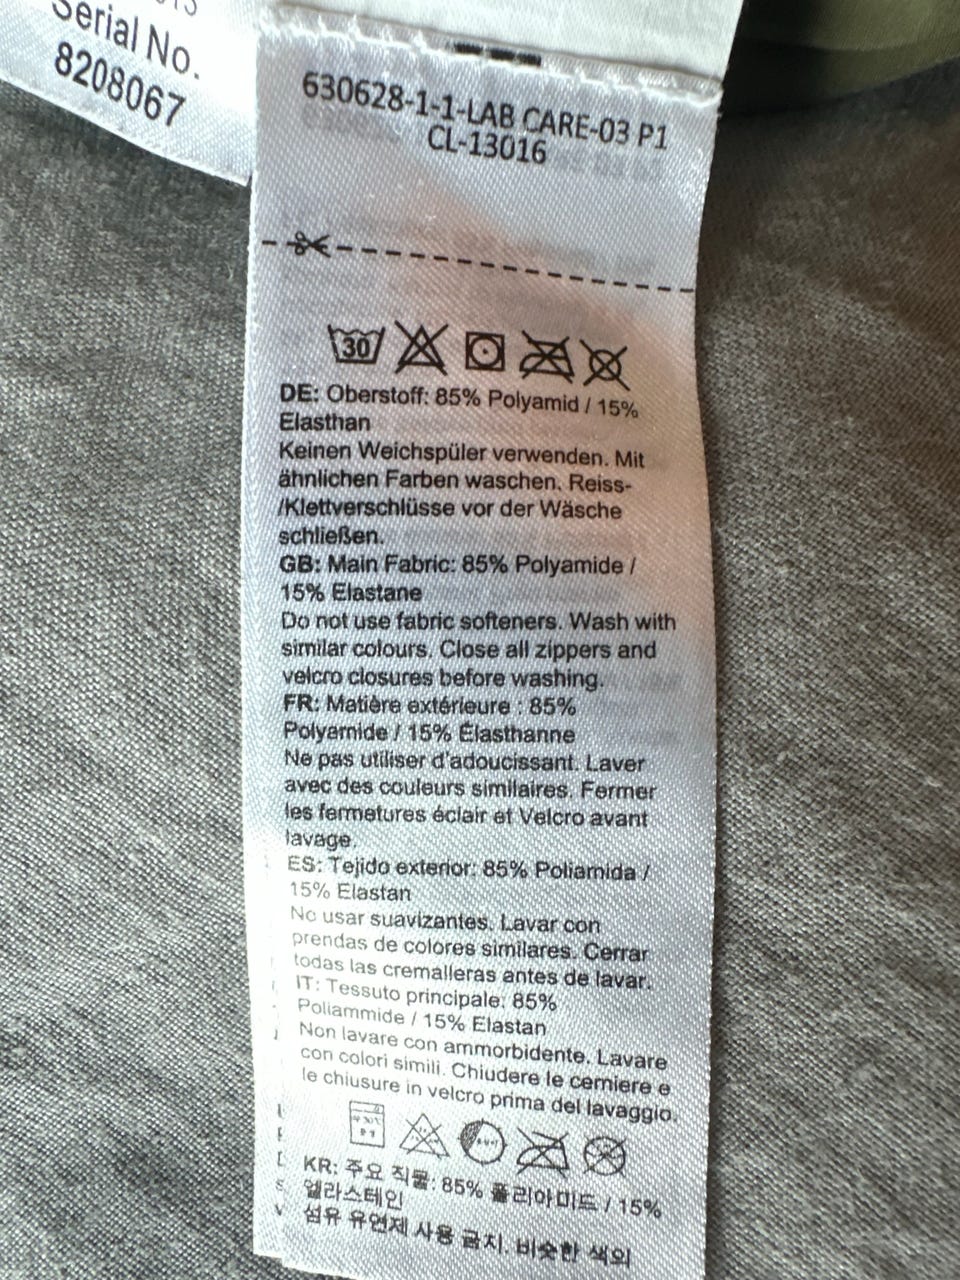 Serial No.
8208067
630628-1-1-LAB CARE-03 P1
CL-13016
30
DE: Oberstoff: 85% Polyamid / 15%
Elasthan
Keinen Weichspüler verwenden. Mit
ähnlichen Farben waschen. Reiss-
/Klettverschlüsse vor der Wäsche
schließen.
GB: Main Fabric: 85% Polyamide /
15% Elastane
Do not use fabric softeners. Wash with
similar colours. Close all zippers and
velcro closures before washing.
FR: Matière extérieure : 85%
Polyamide / 15% Élasthanne
Ne pas utiliser d'adoucissant. Laver
avec des couleurs similaires. Fermer
les fermetures éclair et Velcro avant
lavage.
ES: Tejido exterior: 85% Poliamida /
15% Elastan
No usar suavizantes. Lavar con
prendas de colores similares. Cerrar
todas las cremalleras antes de lavar.
IT: Tessuto principale: 85%
Poliammide / 15% Elastan
Non lavare con ammorbidente. Lavare
con colori simili. Chiudere le cerniere e
le chiusure in velcro prima del lavaggio.
KR: 주요 직물: 85% 폴리아미드 / 15%
엘라스테인
섬유 유연제 사용 금지. 비슷한 색의